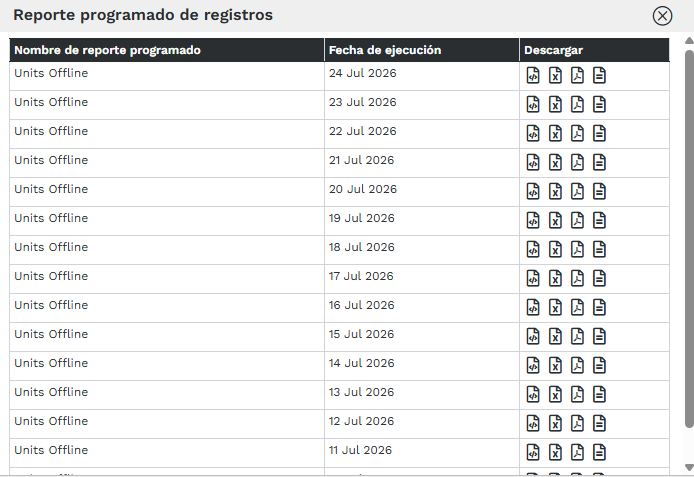 Reporte programado de registros
Nombre de reporte programado Fecha de ejecución Descargar
Units Offline 24 Jul 2026
Units Offline 23 Jul 2026
Units Offline 22 Jul 2026
Units Offline 21 Jul 2026
Units Offline 20 Jul 2026
Units Offline 19 Jul 2026
Units Offline 18 Jul 2026
Units Offline 17 Jul 2026
Units Offline 16 Jul 2026
Units Offline 15 Jul 2026
Units Offline 14 Jul 2026
Units Offline 13 Jul 2026
Units Offline 12 Jul 2026
Units Offline 11 Jul 2026